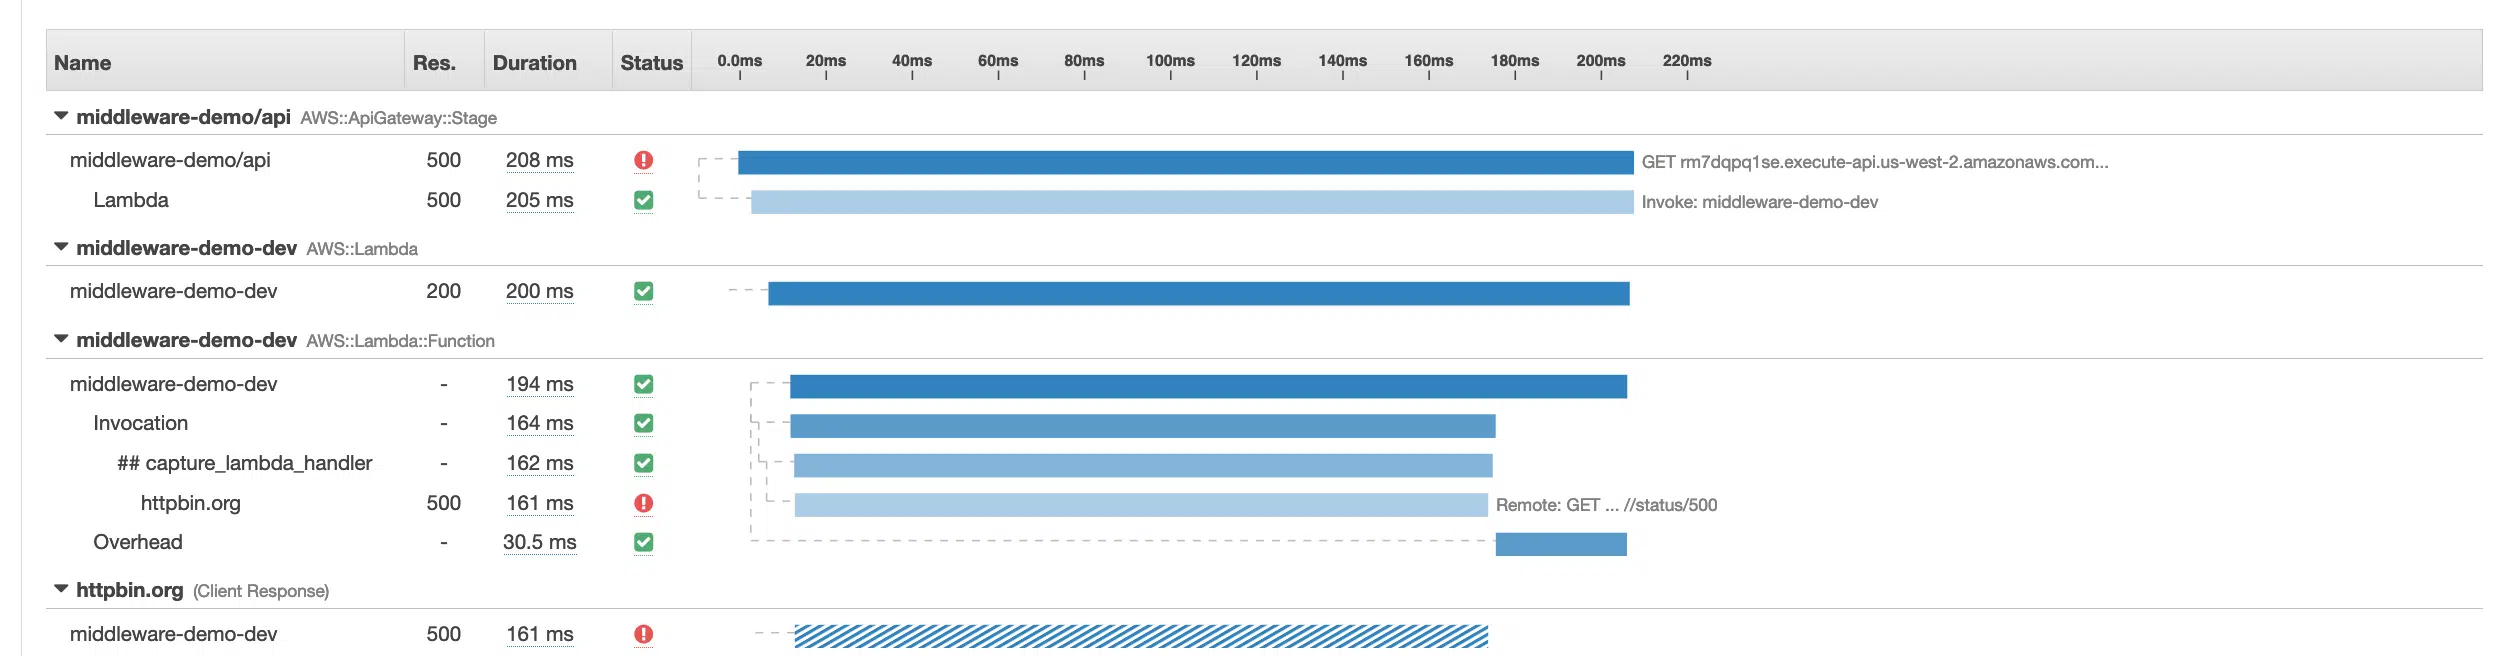 Name Res. Duration Status 0.0ms 20ms 40ms 60ms 80ms 100ms 120ms 140ms 160ms 180ms 200ms 220ms
middleware-demo/api AWS::ApiGateway::Stage
middleware-demo/api 500 208 ms GET rm7dqpq1se.execute-api.us-west-2.amazonaws.com...
Lambda 500 205 ms Invoke: middleware-demo-dev
middleware-demo-dev AWS::Lambda
middleware-demo-dev 200 200 ms
middleware-demo-dev AWS::Lambda::Function
middleware-demo-dev - 194 ms
Invocation - 164 ms
## capture_lambda_handler - 162 ms
httpbin.org 500 161 ms Remote: GET ... //status/500
Overhead - 30.5 ms
httpbin.org (Client Response)
middleware-demo-dev 500 161 ms